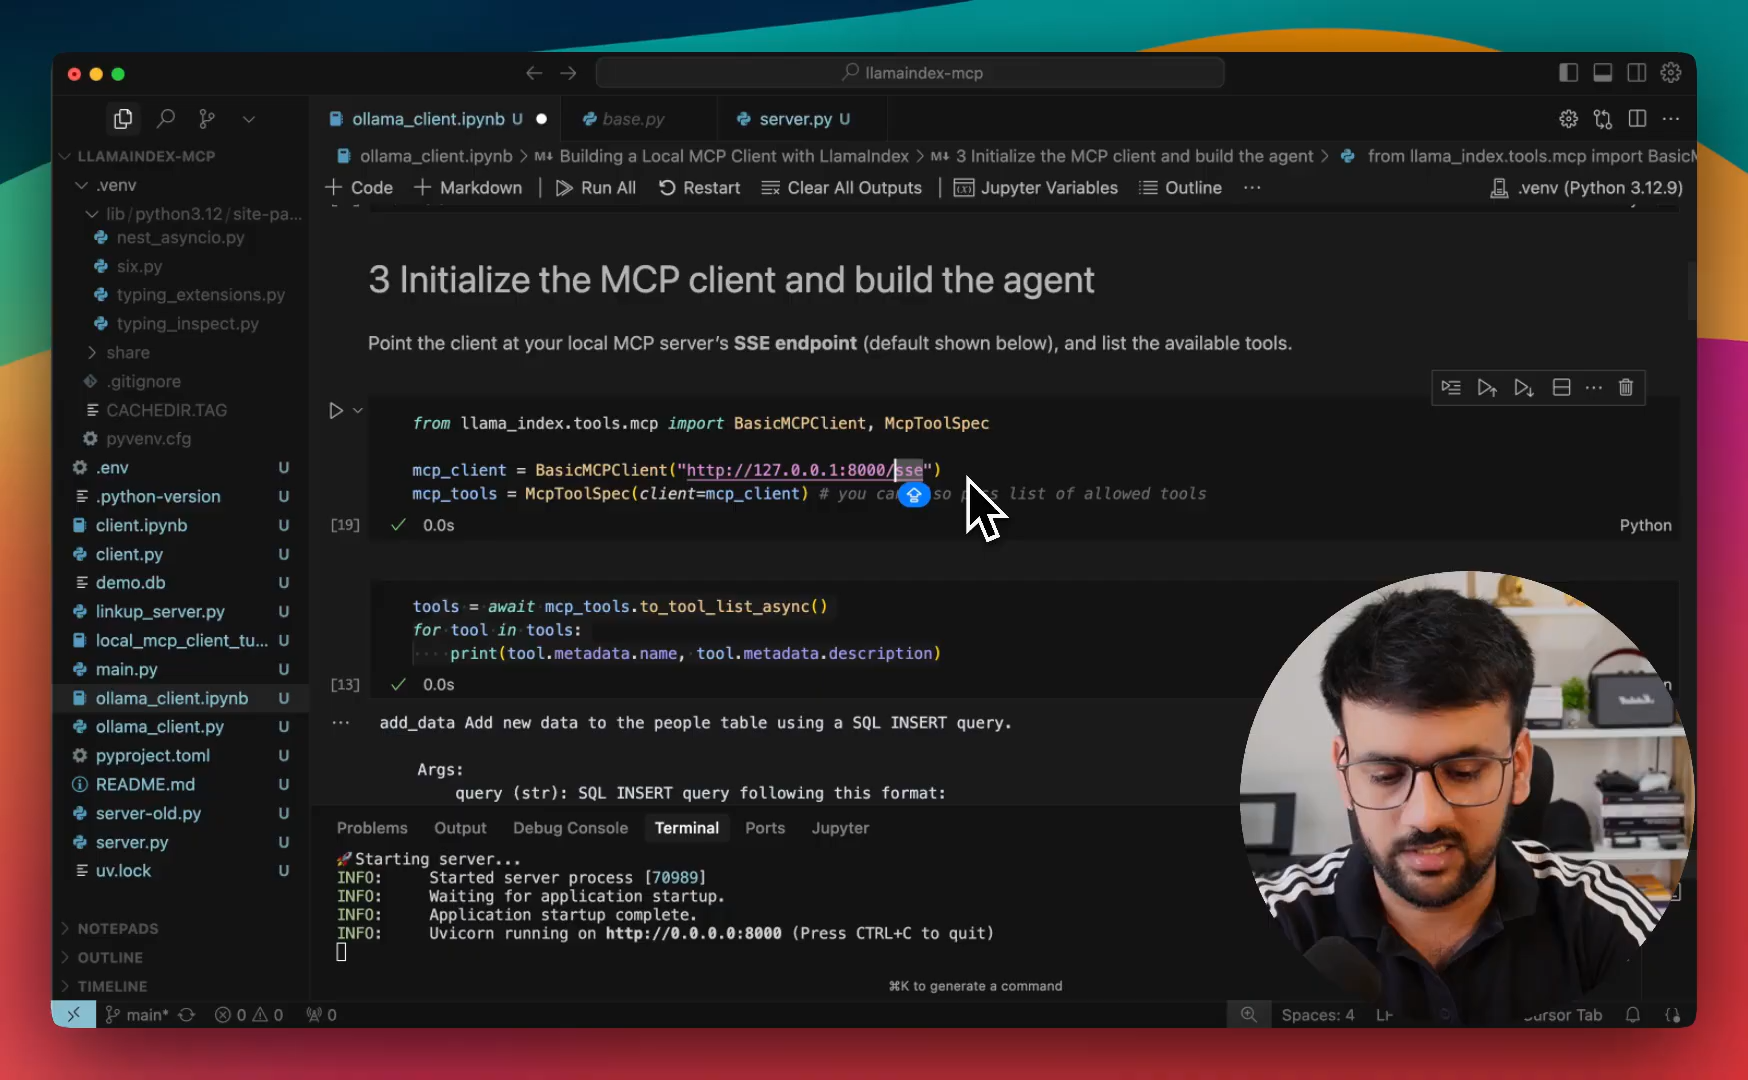 llamaindex-mcp
ollama_client.ipynb U
base.py
server.py U
LLAMAINDEX-MCP
.venv
lib/python3.12/site-pa...
nest_asyncio.py
six.py
typing_extensions.py
typing_inspect.py
share
.gitignore
CACHEDIR.TAG
pyvenv.cfg
.env U
.python-version U
client.ipynb U
client.py U
demo.db U
linkup_server.py U
local_mcp_client_tu... U
main.py U
ollama_client.ipynb U
ollama_client.py U
pyproject.toml U
README.md U
server-old.py U
server.py U
uv.lock U
NOTEPADS
OUTLINE
TIMELINE
ollama_client.ipynb > M↓ Building a Local MCP Client with LlamaIndex > M↓ 3 Initialize the MCP client and build the agent > from llama_index.tools.mcp import BasicM
+ Code + Markdown | Run All Restart Clear All Outputs | Jupyter Variables Outline ... .venv (Python 3.12.9)
3 Initialize the MCP client and build the agent
Point the client at your local MCP server's SSE endpoint (default shown below), and list the available tools.
from llama_index.tools.mcp import BasicMCPClient, McpToolSpec
mcp_client = BasicMCPClient("http://127.0.0.1:8000/sse")
mcp_tools = McpToolSpec(client=mcp_client) # you ca so list of allowed tools
[19] ✓ 0.0s Python
tools = await mcp_tools.to_tool_list_async()
for tool in tools:
print(tool.metadata.name, tool.metadata.description)
[13] ✓ 0.0s
... add_data Add new data to the people table using a SQL INSERT query.
Args:
query (str): SQL INSERT query following this format:
Problems Output Debug Console Terminal Ports Jupyter
🚀Starting server...
INFO: Started server process [70989]
INFO: Waiting for application startup.
INFO: Application startup complete.
INFO: Uvicorn running on http://0.0.0.0:8000 (Press CTRL+C to quit)
⌘K to generate a command
main* 0 0 0 Spaces: 4 LF Cursor Tab